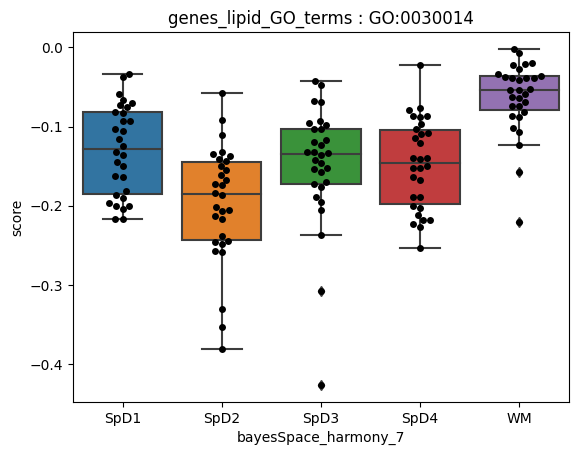 genes_lipid_GO_terms : GO:0030014
0.0
−0.1
−0.2
−0.3
−0.4
score
SpD1 SpD2 SpD3 SpD4 WM
bayesSpace_harmony_7